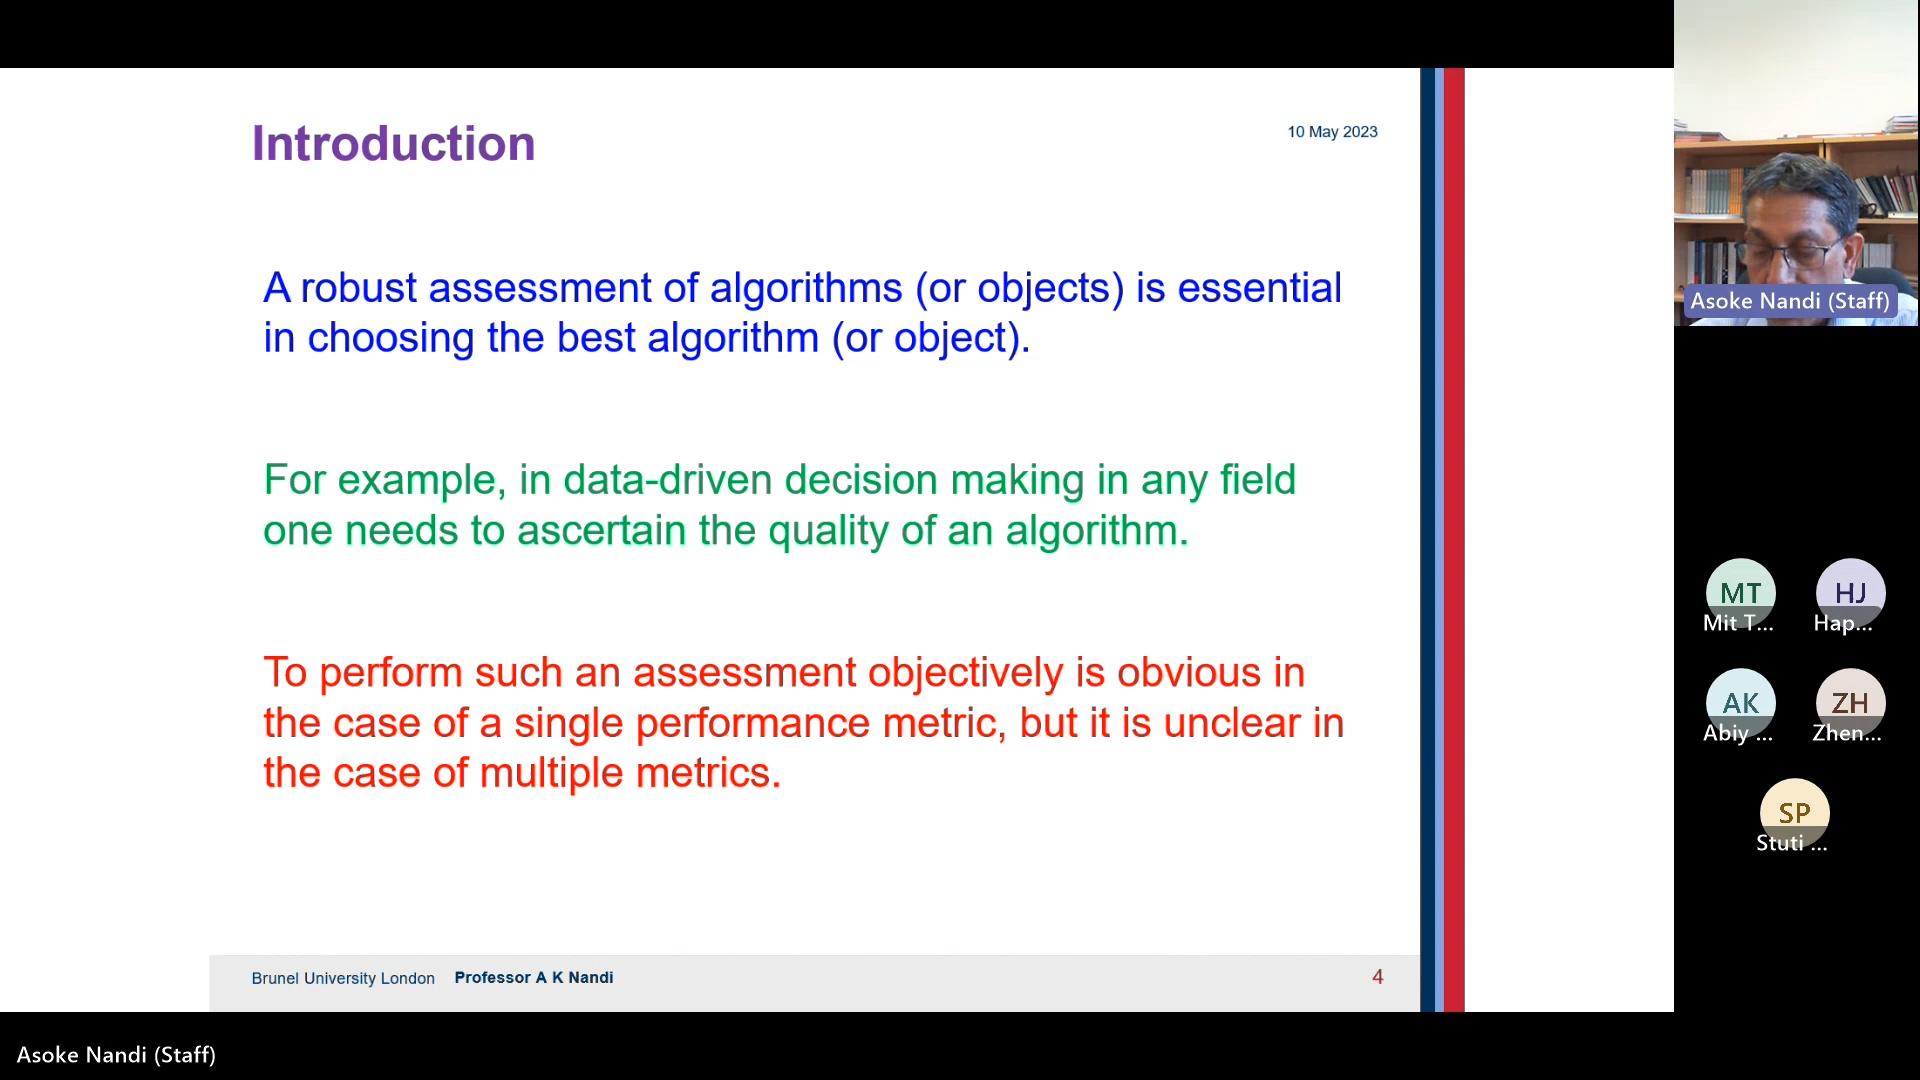 Introduction
10 May 2023
A robust assessment of algorithms (or objects) is essential
in choosing the best algorithm (or object).
For example, in data-driven decision making in any field
one needs to ascertain the quality of an algorithm.
To perform such an assessment objectively is obvious in
the case of a single performance metric, but it is unclear in
the case of multiple metrics.
Brunel University London Professor A K Nandi
4
Asoke Nandi (Staff)
MT
Mit T...
HJ
Hap...
AK
Abiy ...
ZH
Zhen...
SP
Stuti ...
Asoke Nandi (Staff)